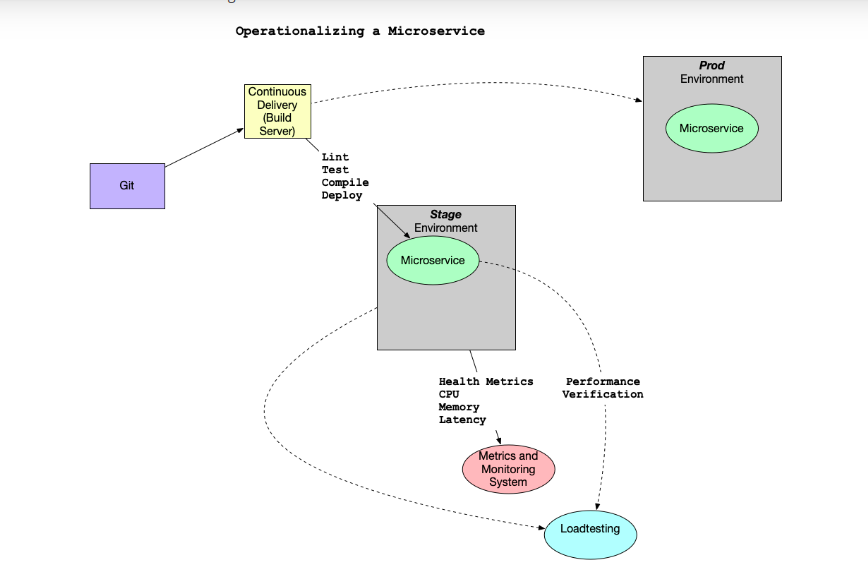 Operationalizing a Microservice
Prod
Environment
Microservice
Continuous
Delivery
(Build
Server)
Git
Lint
Test
Compile
Deploy
Stage
Environment
Microservice
Health Metrics
CPU
Memory
Latency
Performance
Verification
Metrics and
Monitoring
System
Loadtesting